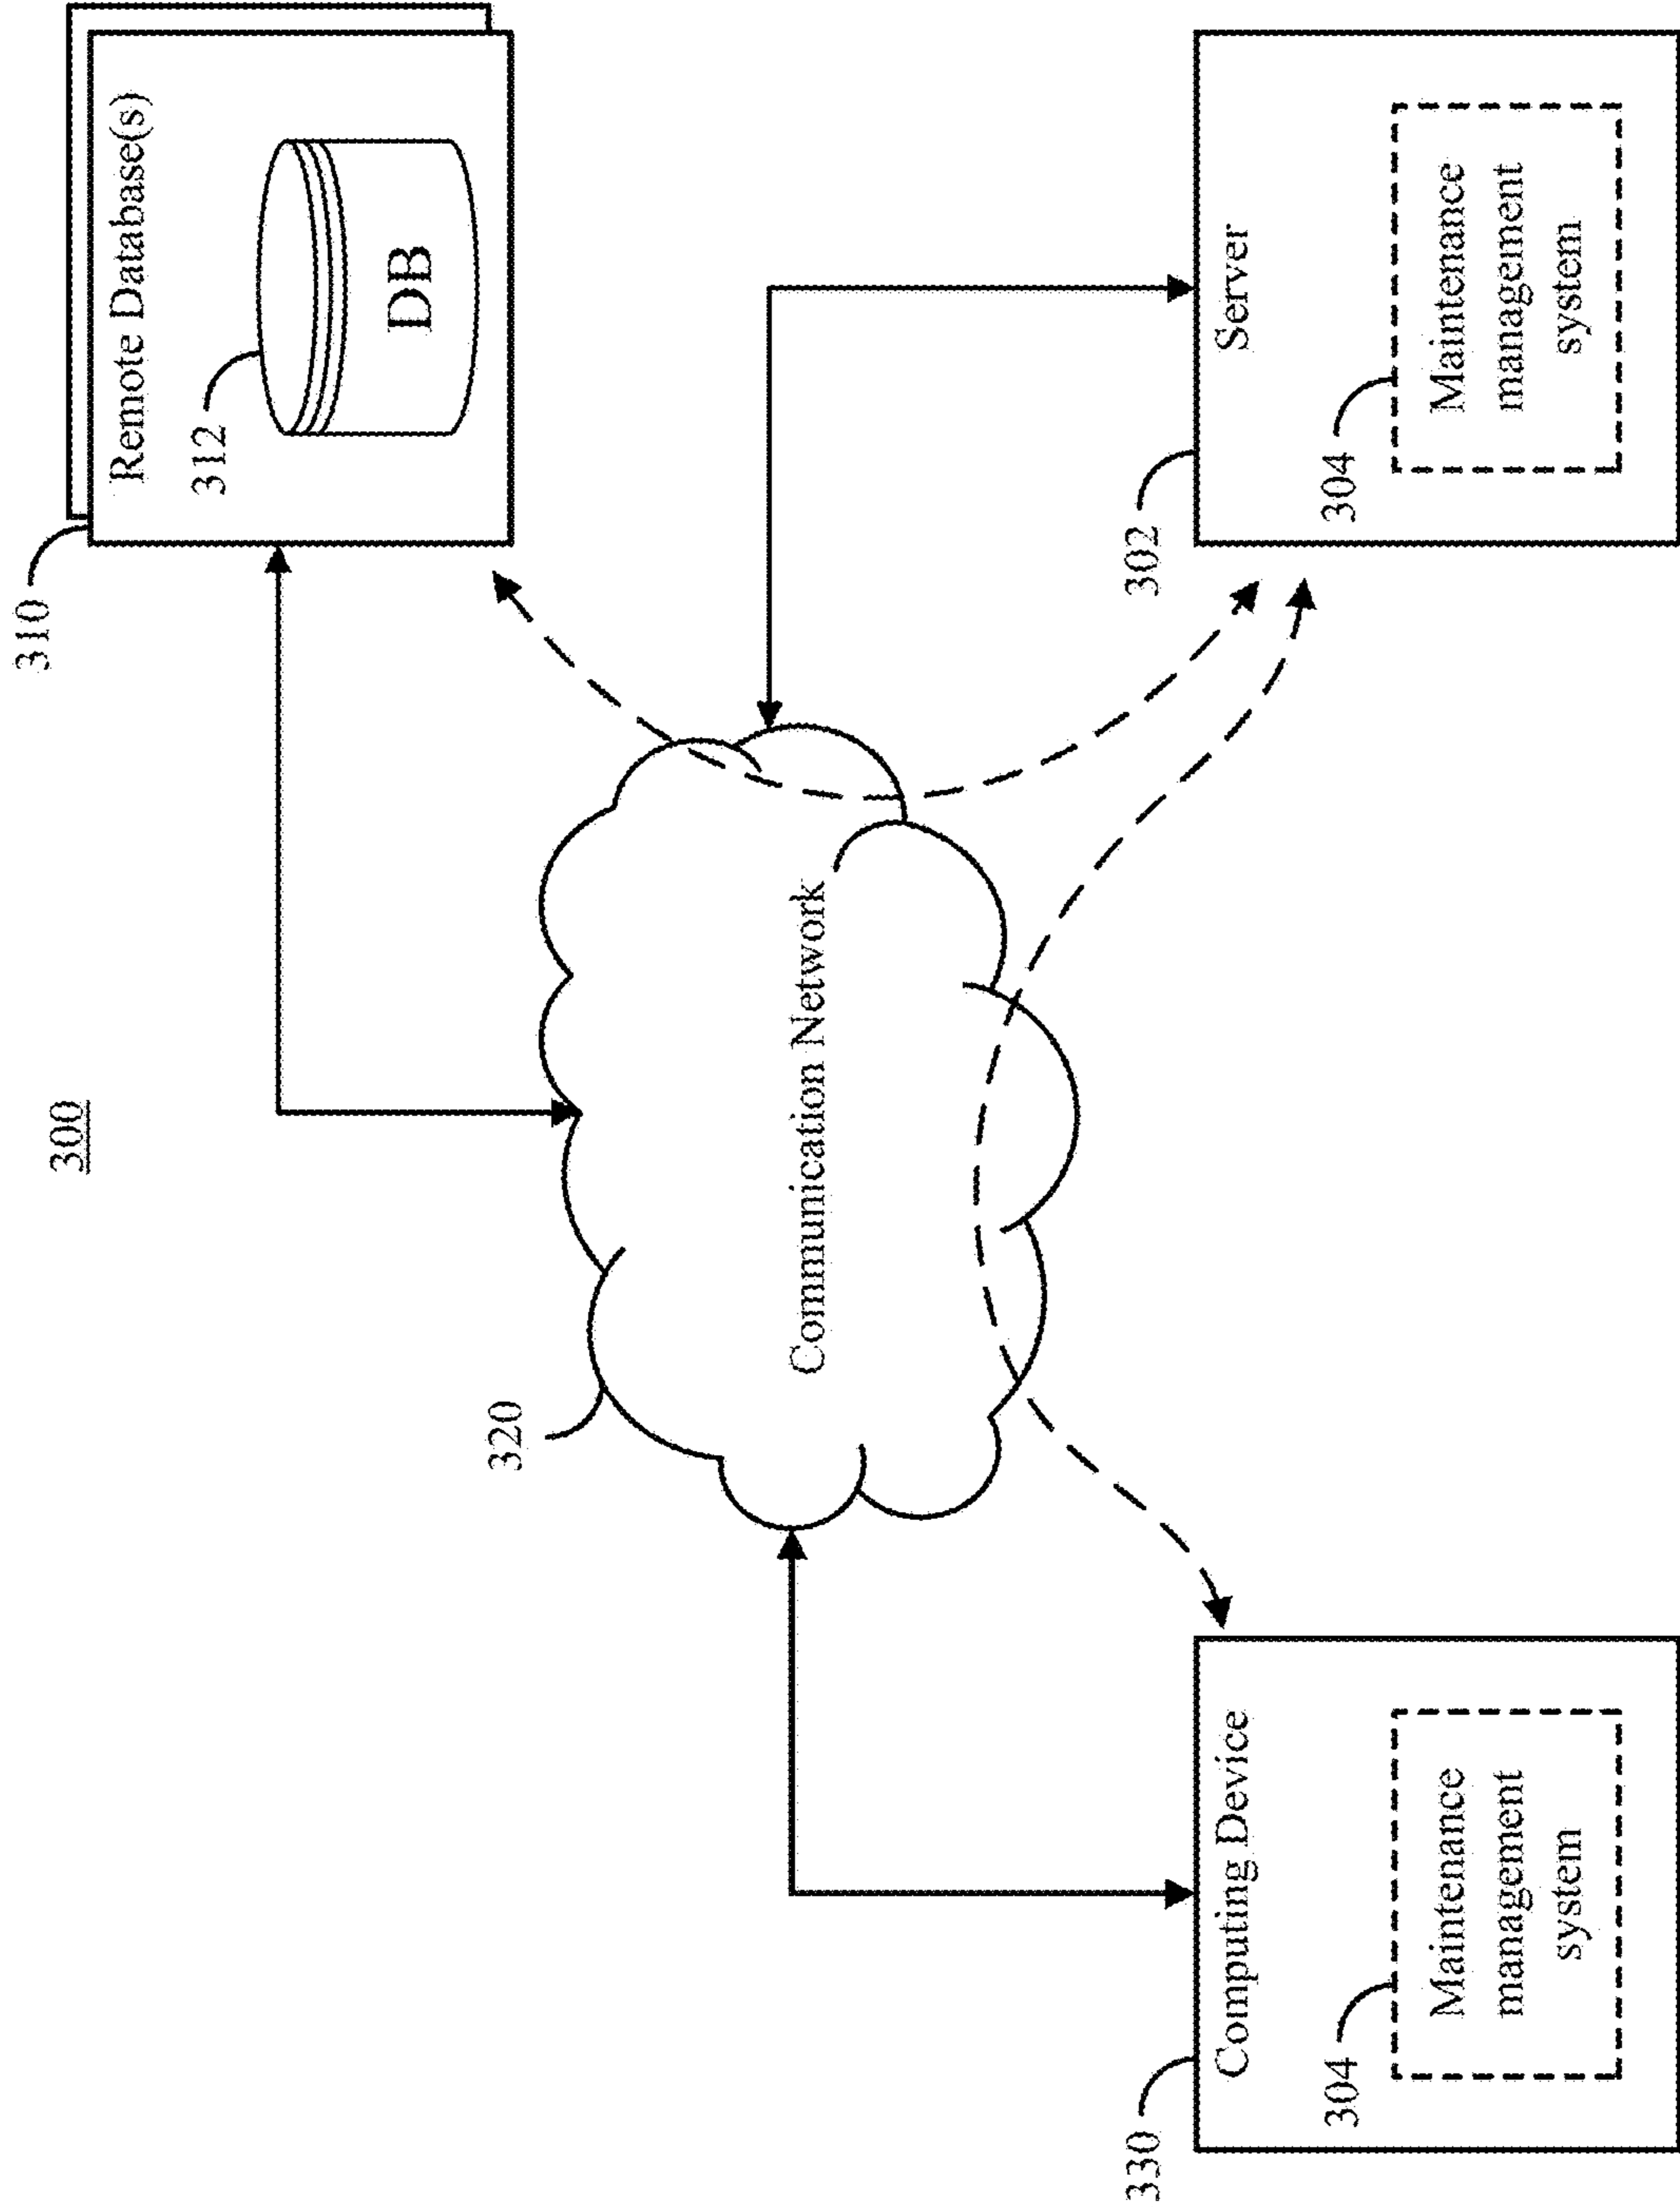 300
310
Remote Database(s)
312
DB
320
Communication Network
330
Computing Device
304
Maintenance
management
system
302
Server
304
Maintenance
management
system